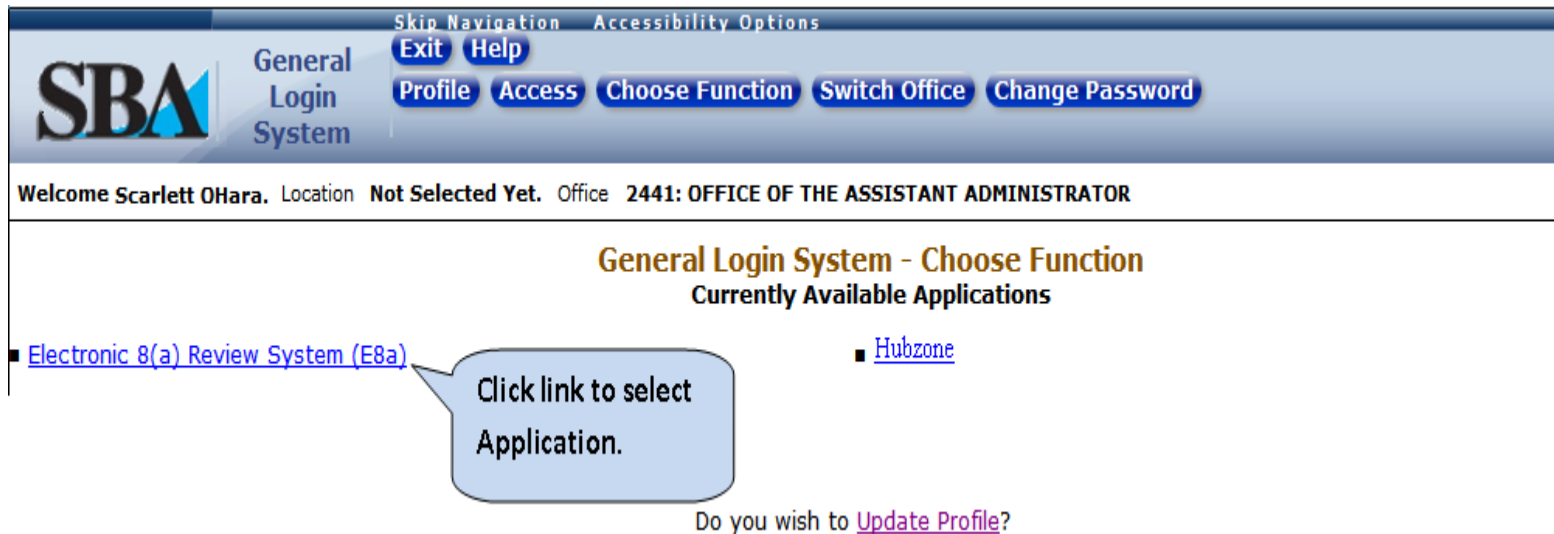 Skip Navigation Accessibility Options
SBA
General
Login
System
Exit Help
Profile Access Choose Function Switch Office Change Password
Welcome Scarlett OHara. Location Not Selected Yet. Office 2441: OFFICE OF THE ASSISTANT ADMINISTRATOR
General Login System - Choose Function
Currently Available Applications
Electronic 8(a) Review System (E8a)
Hubzone
Click link to select
Application.
Do you wish to Update Profile?